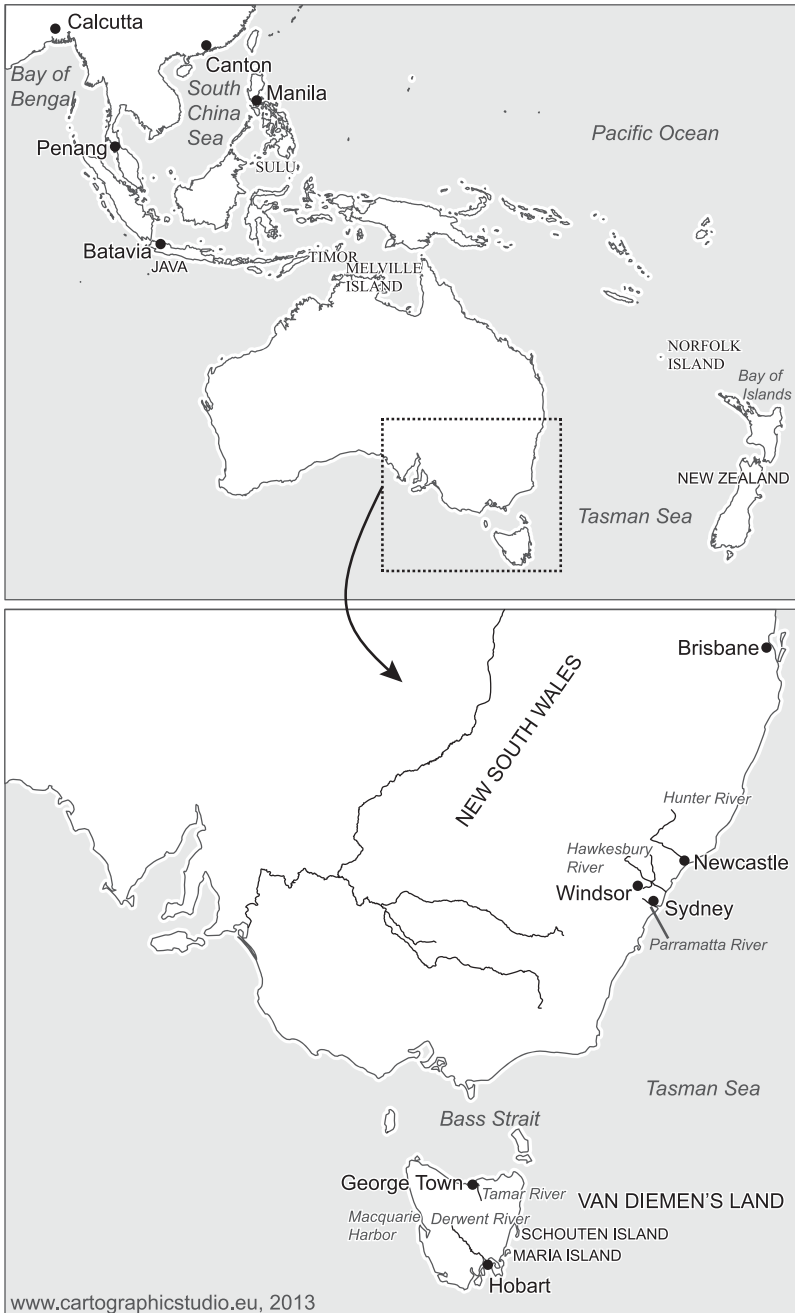 Calcutta
Canton
Bay of
Bengal
South
China
Sea
Manila
Pacific Ocean
Penang
SULU
Batavia
JAVA
TIMOR
MELVILLE
ISLAND
NORFOLK
ISLAND
Bay of
Islands
NEW ZEALAND
Tasman Sea
Brisbane
NEW SOUTH WALES
Hunter River
Hawkesbury
River
Newcastle
Windsor
Sydney
Parramatta River
Tasman Sea
Bass Strait
George Town
Tamar River
VAN DIEMEN'S LAND
Macquarie
Harbor
Derwent River
SCHOUTEN ISLAND
MARIA ISLAND
Hobart
www.cartographicstudio.eu, 2013